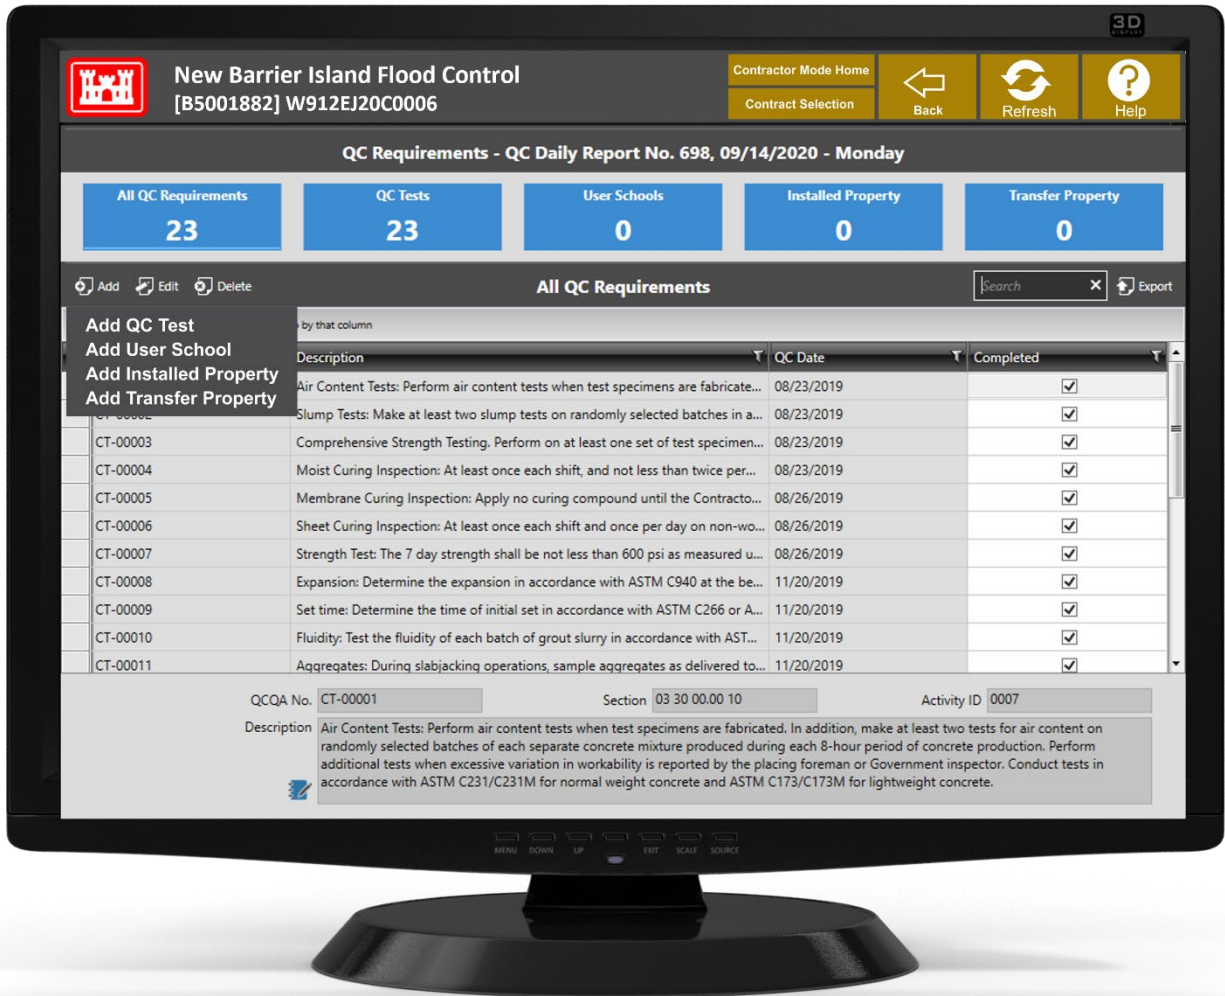 3D
DISPLAY
New Barrier Island Flood Control
[B5001882] W912EJ20C0006
Contractor Mode Home
Contract Selection
Back
Refresh
Help
QC Requirements - QC Daily Report No. 698, 09/14/2020 - Monday
All QC Requirements
23
QC Tests
23
User Schools
0
Installed Property
0
Transfer Property
0
Add Edit Delete
All QC Requirements
Search
Export
Add QC Test
Add User School
Add Installed Property
Add Transfer Property
by that column
Description QC Date Completed
Air Content Tests: Perform air content tests when test specimens are fabricate... 08/23/2019
CT-00002 Slump Tests: Make at least two slump tests on randomly selected batches in a... 08/23/2019
CT-00003 Comprehensive Strength Testing. Perform on at least one set of test specimen... 08/23/2019
CT-00004 Moist Curing Inspection: At least once each shift, and not less than twice per... 08/23/2019
CT-00005 Membrane Curing Inspection: Apply no curing compound until the Contracto... 08/26/2019
CT-00006 Sheet Curing Inspection: At least once each shift and once per day on non-wo... 08/26/2019
CT-00007 Strength Test: The 7 day strength shall be not less than 600 psi as measured u... 08/26/2019
CT-00008 Expansion: Determine the expansion in accordance with ASTM C940 at the be... 11/20/2019
CT-00009 Set time: Determine the time of initial set in accordance with ASTM C266 or A... 11/20/2019
CT-00010 Fluidity: Test the fluidity of each batch of grout slurry in accordance with AST... 11/20/2019
CT-00011 Aggregates: During slabjacking operations, sample aggregates as delivered to... 11/20/2019
QCQA No. CT-00001 Section 03 30 00.00 10 Activity ID 0007
Description Air Content Tests: Perform air content tests when test specimens are fabricated. In addition, make at least two tests for air content on
randomly selected batches of each separate concrete mixture produced during each 8-hour period of concrete production. Perform
additional tests when excessive variation in workability is reported by the placing foreman or Government inspector. Conduct tests in
accordance with ASTM C231/C231M for normal weight concrete and ASTM C173/C173M for lightweight concrete.
MENU DOWN UP EXIT SCALE SOURCE